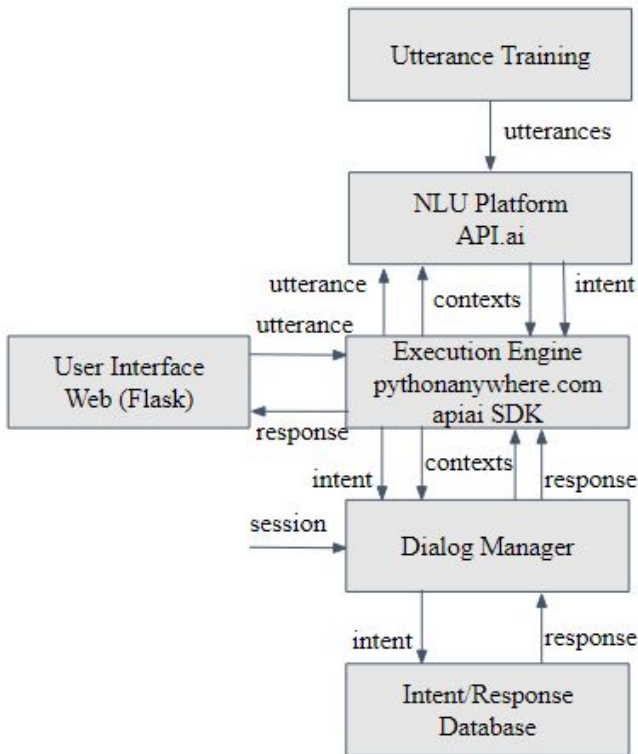 Utterance Training
utterances
NLU Platform
API.ai
utterance
contexts
intent
utterance
User Interface
Web (Flask)
Execution Engine
pythonanywhere.com
apiai SDK
response
intent
contexts
response
session
Dialog Manager
intent
response
Intent/Response
Database